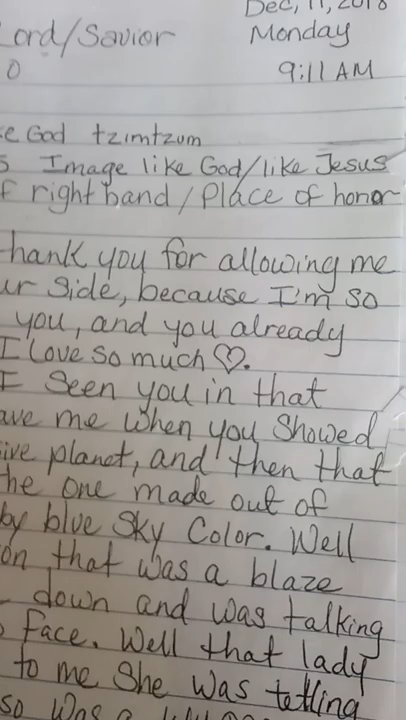 Dec, 11, 2018
Lord/Savior Monday
0 9:11 AM
e God tzimtzum
s Image like God/like Jesus
f right hand / Place of honor
hank you for allowing me
ur Side, because I'm so
you, and you already
I Love so much ♡.
I Seen you in that
ave me when you Showed
ive planet, and then that
he one made out of
by blue Sky Color. Well
on that was a blaze
down and was talking
face. Well that lady
to me She was telling
so was a